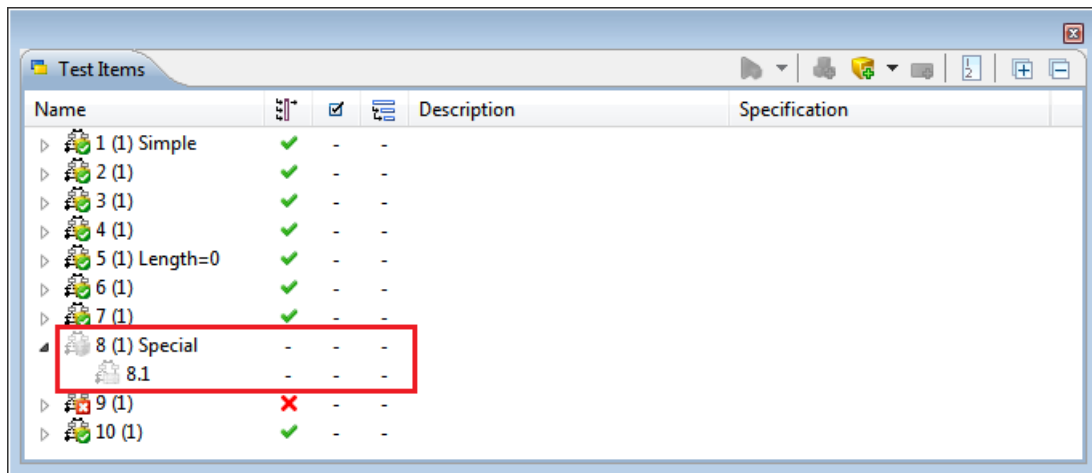 Test Items
Name Description Specification
1 (1) Simple - -
2 (1) - -
3 (1) - -
4 (1) - -
5 (1) Length=0 - -
6 (1) - -
7 (1) - -
8 (1) Special - - -
8.1 - - -
9 (1) - -
10 (1) - -